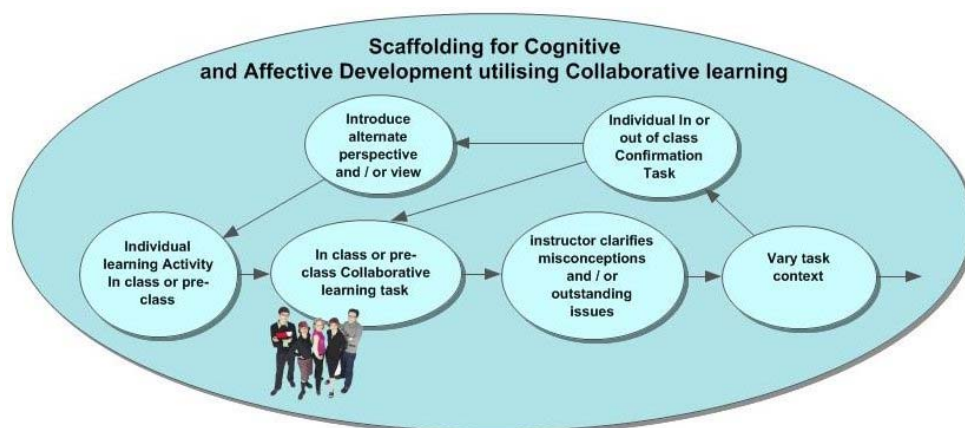 Scaffolding for Cognitive
and Affective Development utilising Collaborative learning
Introduce
alternate
perspective
and / or view
Individual In or
out of class
Confirmation
Task
Individual
learning Activity
In class or pre-
class
In class or pre-
class Collaborative
learning task
instructor clarifies
misconceptions
and / or
outstanding
issues
Vary task
context